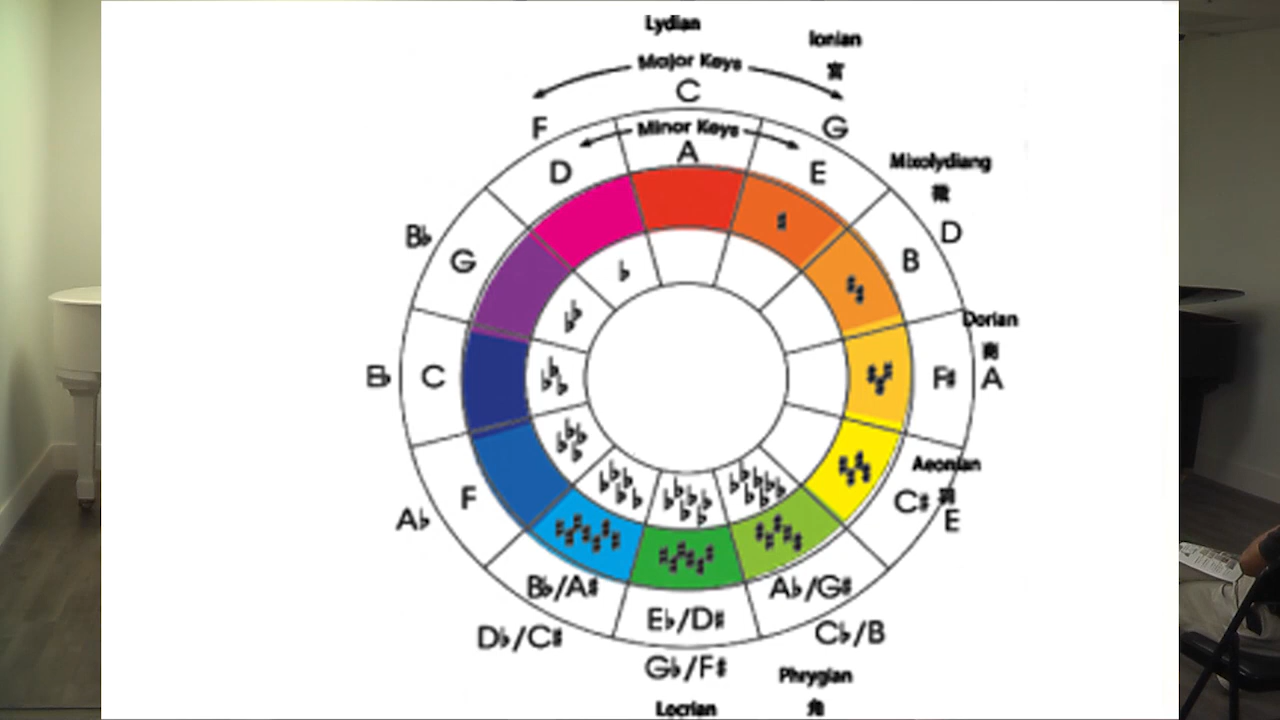 Lydian
Ionian
宮
Major Keys
C
F
G
Minor Keys
A
D
E
Mixolydiang
徵
B♭
D
G
B
♯
♭
♯♯
♭♭
Dorian
商
B♭
C
F♯
A
♯♯♯
♭♭♭
♯♯♯♯
♭♭♭♭
Aeonian
羽
A♭
F
C♯
E
♭♭♭♭♭
♭♭♭♭♭♭
♭♭♭♭♭♭♭
♯♯♯♯♯♯♯
♯♯♯♯♯♯
♯♯♯♯♯
B♭/A♯
A♭/G♯
E♭/D♯
D♭/C♯
C♭/B
G♭/F♯
Phrygian
角
Locrian